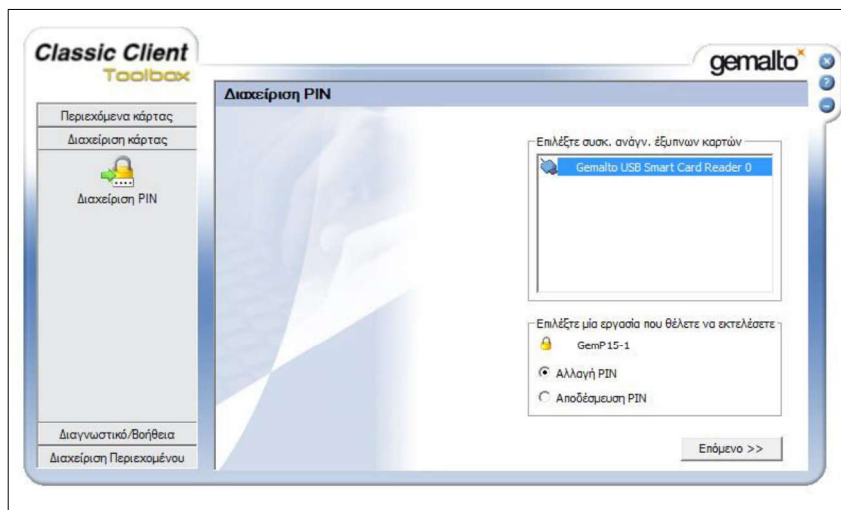 Classic Client
Toolbox
gemalto
Διαχείριση PIN
Περιεχόμενα κάρτας
Διαχείριση κάρτας
Διαχείριση PIN
Διαγνωστικό/Βοήθεια
Διαχείριση Περιεχομένου
Επιλέξτε συσκ. ανάγν. έξυπνων καρτών
Gemalto USB Smart Card Reader 0
Επιλέξτε μία εργασία που θέλετε να εκτελέσετε
GemP15-1
Αλλαγή PIN
Αποδέσμευση PIN
Επόμενο >>